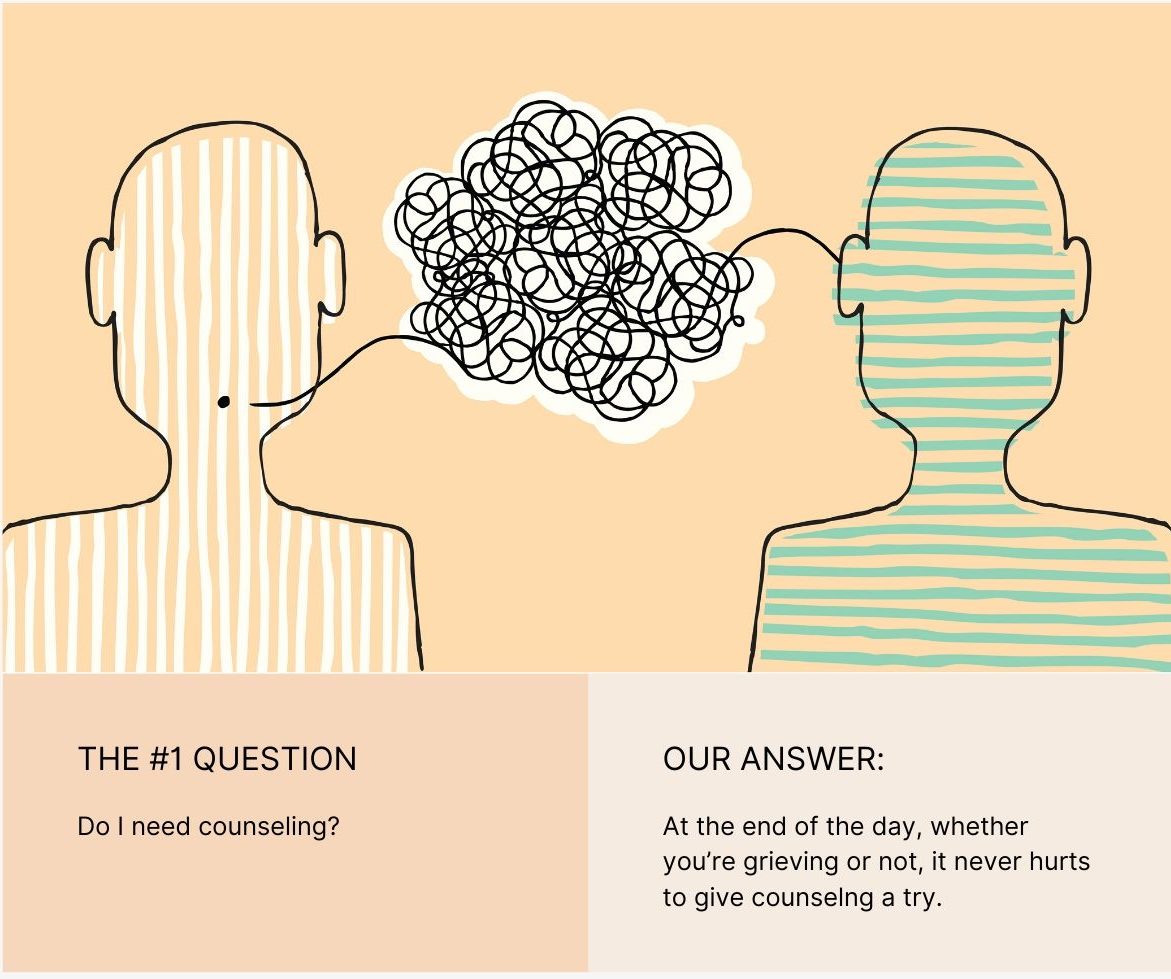 THE #1 QUESTION
Do I need counseling?
OUR ANSWER:
At the end of the day, whether
you’re grieving or not, it never hurts
to give counselng a try.